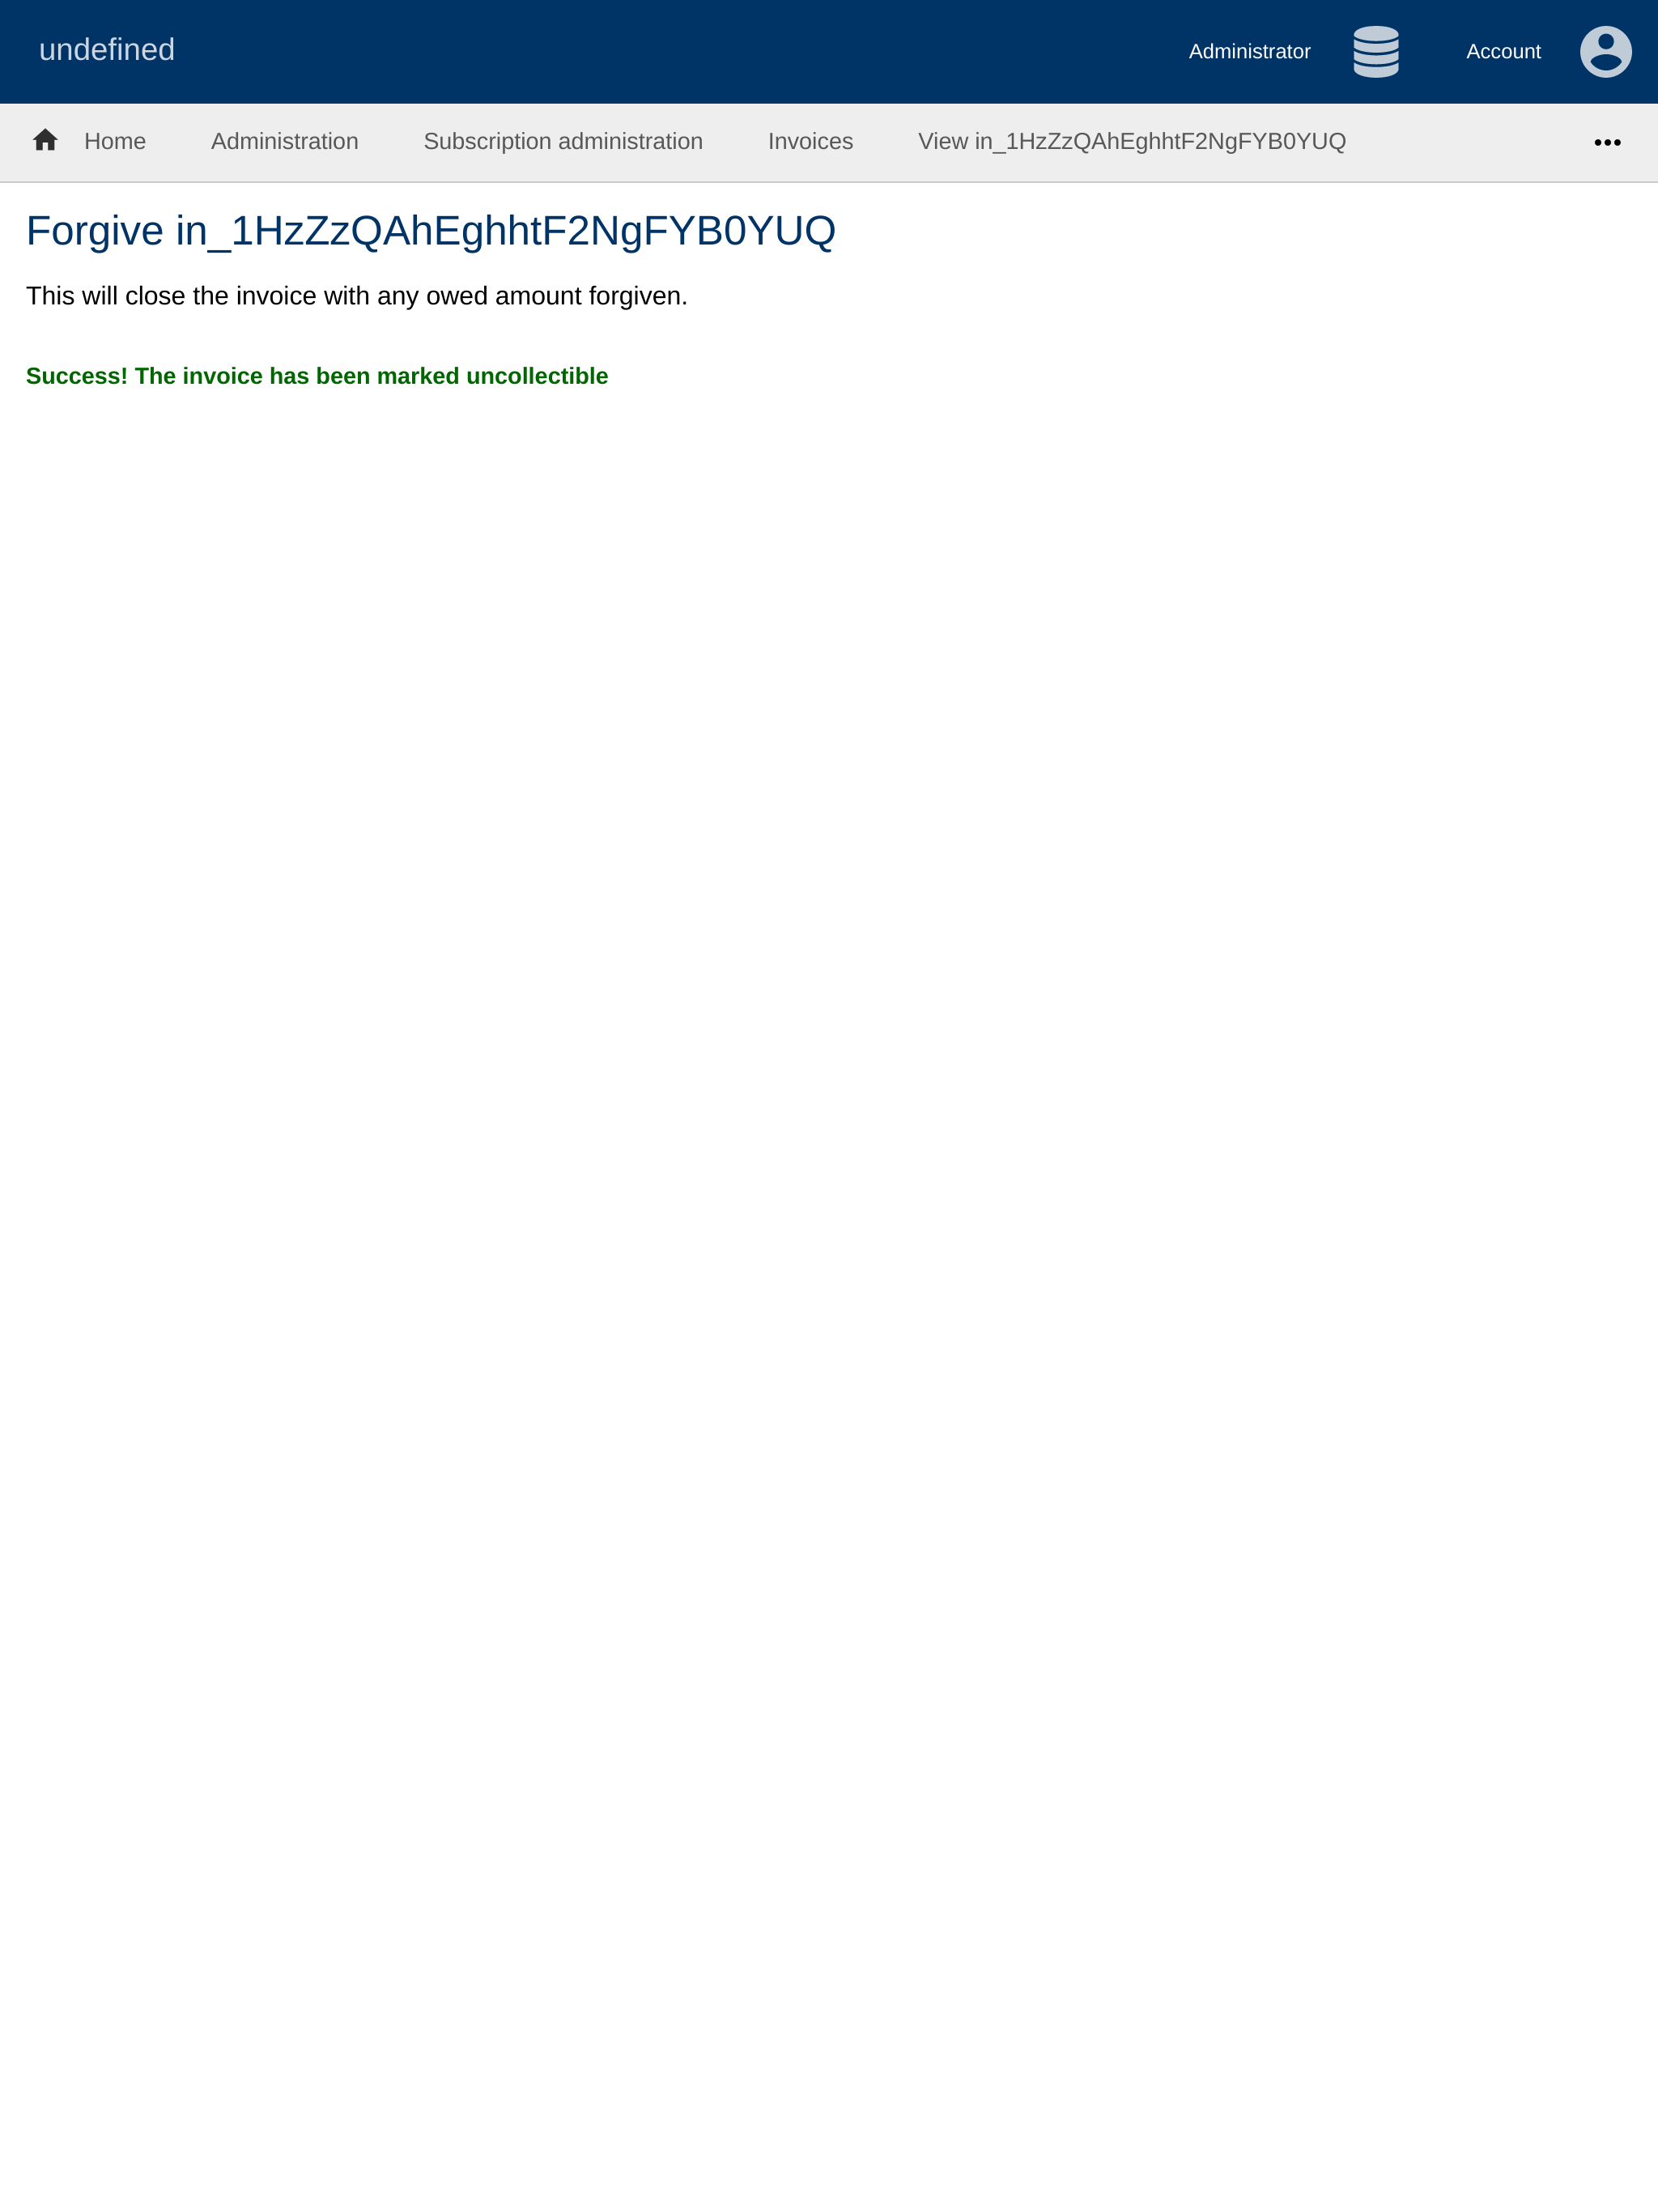 undefined
Administrator
Account
Home
Administration
Subscription administration
Invoices
View in_1HzZzQAhEghhtF2NgFYB0YUQ
Forgive in_1HzZzQAhEghhtF2NgFYB0YUQ
This will close the invoice with any owed amount forgiven.
Success! The invoice has been marked uncollectible